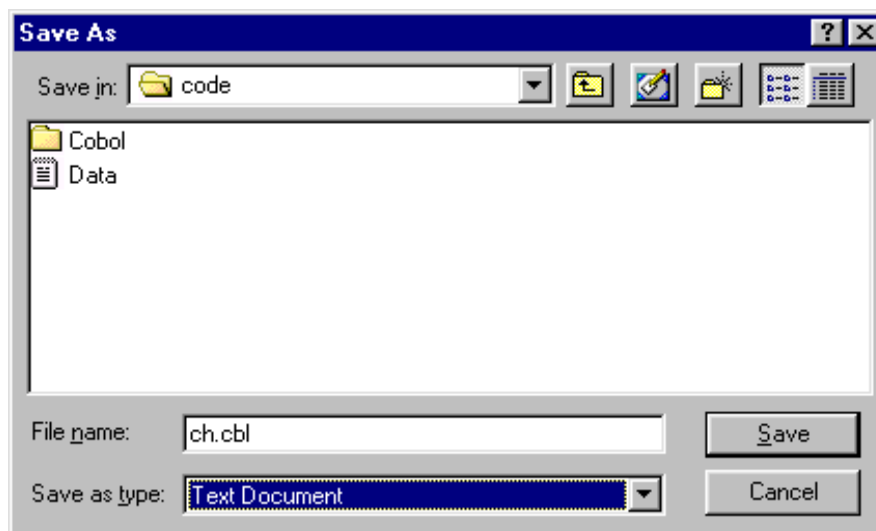 Save As
Save in: code
Cobol
Data
File name: ch.cbl Save
Save as type: Text Document Cancel